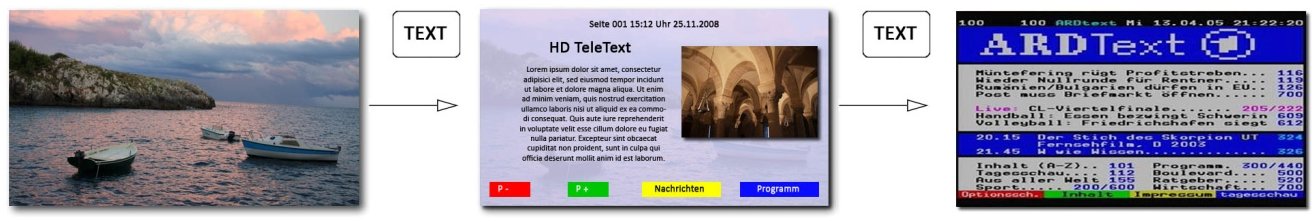 TEXT
Seite 001 15:12 Uhr 25.11.2008
HD TeleText
Lorem ipsum dolor sit amet, consectetur
adipisici elit, sed eiusmod tempor incidunt
ut labore et dolore magna aliqua. Ut enim
ad minim veniam, quis nostrud exercitation
ullamco laboris nisi ut aliquid ex ea commo-
di consequat. Quis aute iure reprehenderit
in voluptate velit esse cillum dolore eu fugiat
nulla pariatur. Excepteur sint obcaecat
cupiditat non proident, sunt in culpa qui
officia deserunt mollit anim id est laborum.
P - P + Nachrichten Programm
TEXT
100 100 ARDtext Mi 13.04.05 21:22:20
ARDText
Müntefering rügt Profitstreben... 116
Wieder Nullrunde für Rentner..... 119
Rumänien/Bulgarien dürfen in EU.. 126
Post muss Briefmarkt öffnen...... 700
Live: CL-Viertelfinale....... 205/222
Handball: Essen bezwingt Schwerin 609
Volleyball: Friedrichshafen siegt 612
20.15 Der Stich des Skorpion UT 324
Fernsehfilm, D 2003
21.45 W wie Wissen............... 326
Inhalt (A-Z).. 101 Programm. 300/440
Tagesschau.... 112 Boulevard.... 500
Aus aller Welt 155 Ratgeber..... 520
Sport..... 200/600 Wirtschaft... 700
Optionssch. Inhalt Impressum tagesschau